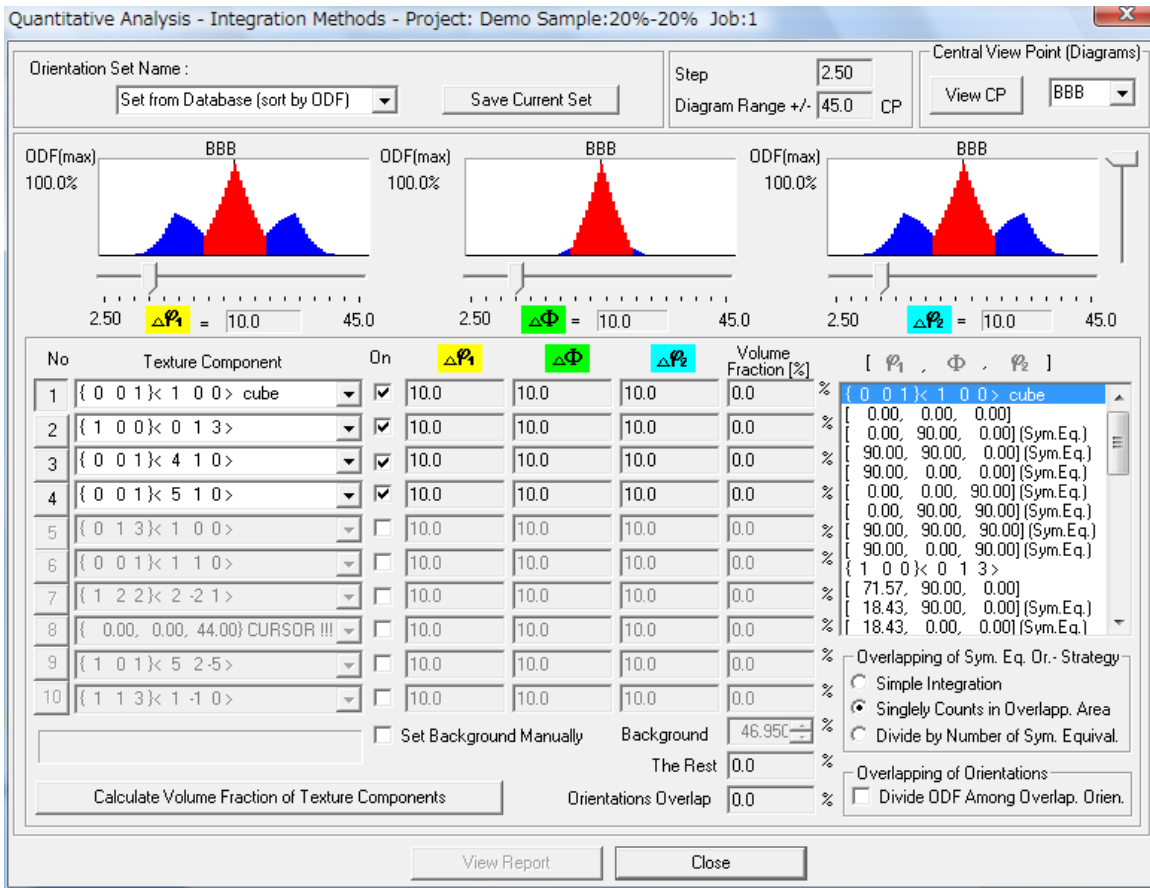 Quantitative Analysis - Integration Methods - Project: Demo Sample:20%-20% Job:1
Orientation Set Name :
Set from Database (sort by ODF)
Save Current Set
Step 2.50
Diagram Range +/- 45.0 CP
Central View Point (Diagrams)
View CP BBB
ODF(max) BBB
100.0%
ODF(max) BBB
100.0%
ODF(max) BBB
100.0%
2.50 △φ1 = 10.0 45.0
2.50 △Φ = 10.0 45.0
2.50 △φ2 = 10.0 45.0
No Texture Component On △φ1 △Φ △φ2 Volume Fraction [%]
1 { 0 0 1}< 1 0 0> cube 10.0 10.0 10.0 0.0 %
2 { 1 0 0}< 0 1 3> 10.0 10.0 10.0 0.0 %
3 { 0 0 1}< 4 1 0> 10.0 10.0 10.0 0.0 %
4 { 0 0 1}< 5 1 0> 10.0 10.0 10.0 0.0 %
5 { 0 1 3}< 1 0 0> 10.0 10.0 10.0 0.0 %
6 { 0 0 1}< 1 1 0> 10.0 10.0 10.0 0.0 %
7 { 1 2 2}< 2 -2 1> 10.0 10.0 10.0 0.0 %
8 { 0.00, 0.00, 44.00} CURSOR !!! 10.0 10.0 10.0 0.0 %
9 { 1 0 1}< 5 2 -5> 10.0 10.0 10.0 0.0 %
10 { 1 1 3}< 1 -1 0> 10.0 10.0 10.0 0.0 %
Set Background Manually
Background 46.950 %
The Rest 0.0 %
Calculate Volume Fraction of Texture Components
Orientations Overlap 0.0 %
[ φ1 , Φ , φ2 ]
{ 0 0 1}< 1 0 0> cube
[ 0.00, 0.00, 0.00]
[ 0.00, 90.00, 0.00] (Sym.Eq.)
[ 90.00, 90.00, 0.00] (Sym.Eq.)
[ 90.00, 0.00, 0.00] (Sym.Eq.)
[ 0.00, 0.00, 90.00] (Sym.Eq.)
[ 0.00, 90.00, 90.00] (Sym.Eq.)
[ 90.00, 90.00, 90.00] (Sym.Eq.)
[ 90.00, 0.00, 90.00] (Sym.Eq.)
{ 1 0 0}< 0 1 3>
[ 71.57, 90.00, 0.00]
[ 18.43, 90.00, 0.00] (Sym.Eq.)
[ 18.43, 0.00, 0.00] (Sym.Eq.)
Overlapping of Sym. Eq. Or.- Strategy
Simple Integration
Singlely Counts in Overlapp. Area
Divide by Number of Sym. Equival.
Overlapping of Orientations
Divide ODF Among Overlap. Orien.
View Report
Close